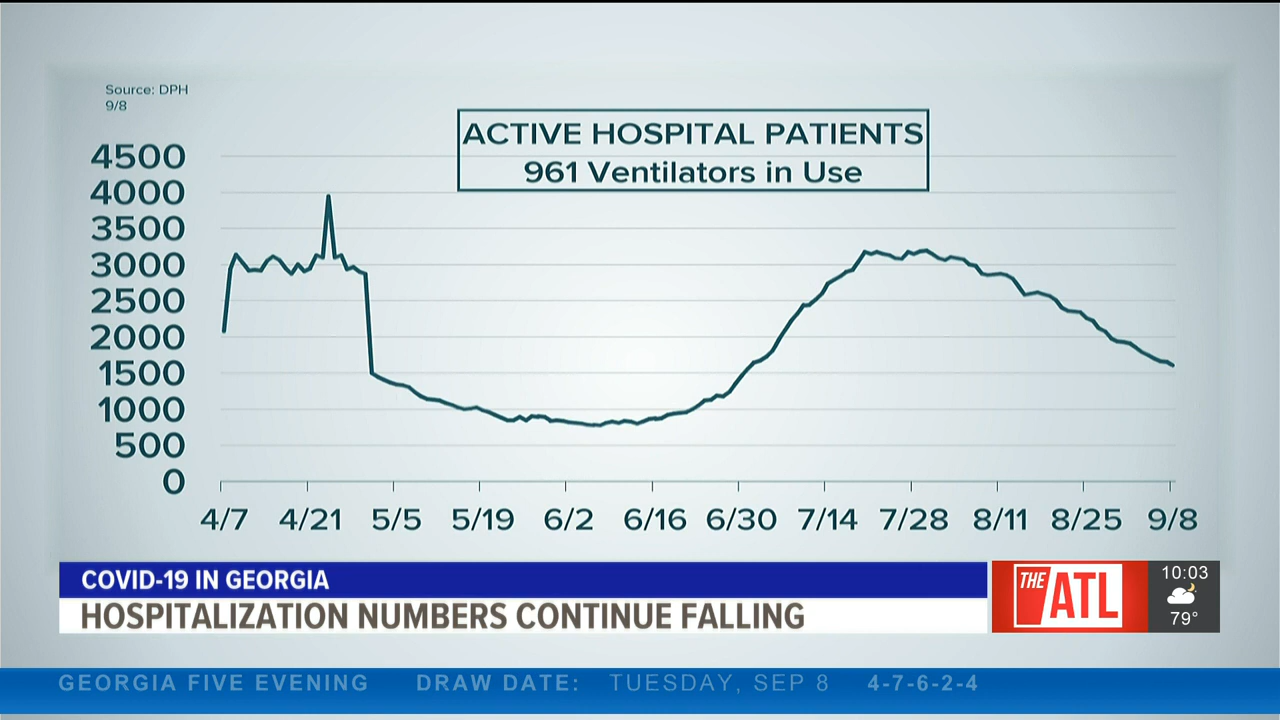 Source: DPH
9/8
ACTIVE HOSPITAL PATIENTS
961 Ventilators in Use
4500
4000
3500
3000
2500
2000
1500
1000
500
0
4/7 4/21 5/5 5/19 6/2 6/16 6/30 7/14 7/28 8/11 8/25 9/8
COVID-19 IN GEORGIA
HOSPITALIZATION NUMBERS CONTINUE FALLING
THE ATL
10:03
79°
GEORGIA FIVE EVENING DRAW DATE: TUESDAY, SEP 8 4-7-6-2-4